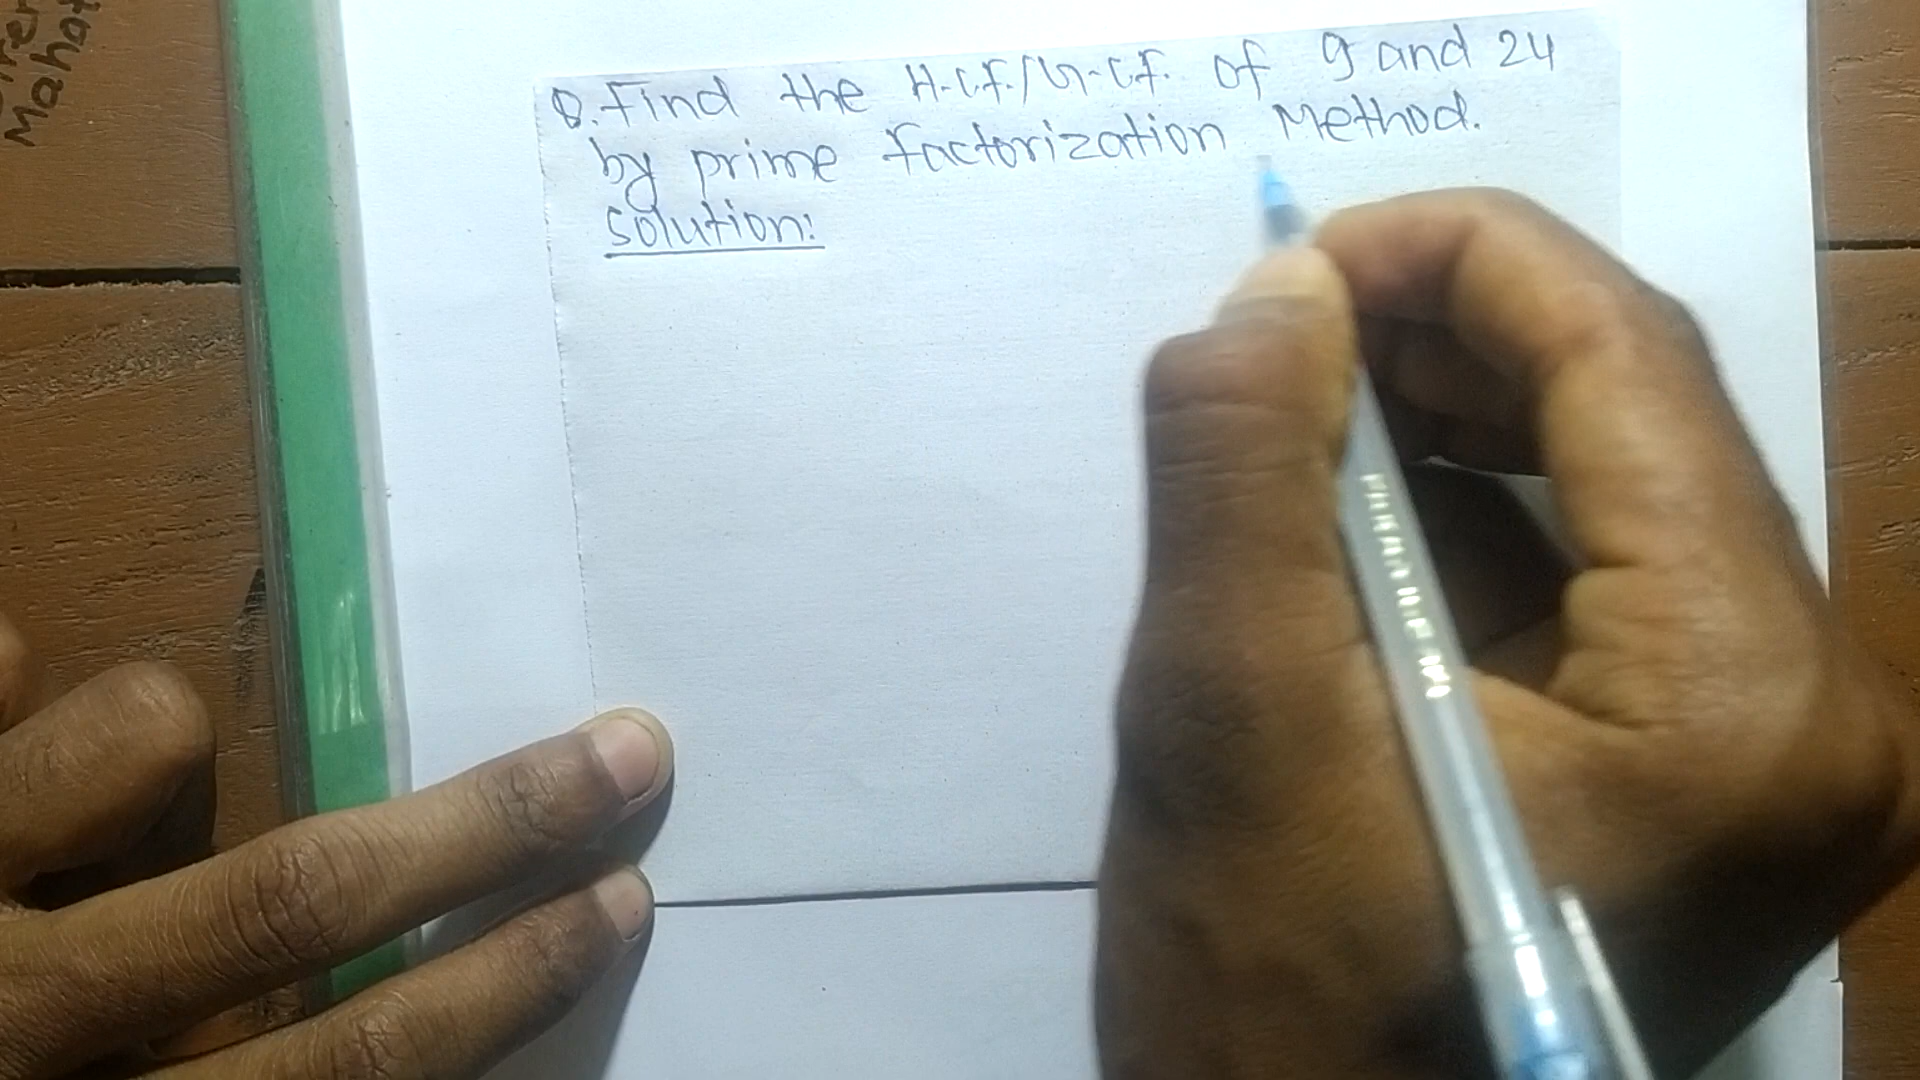 Q. Find the H.C.F./G.C.F. of 9 and 24
by prime factorization Method.
Solution: